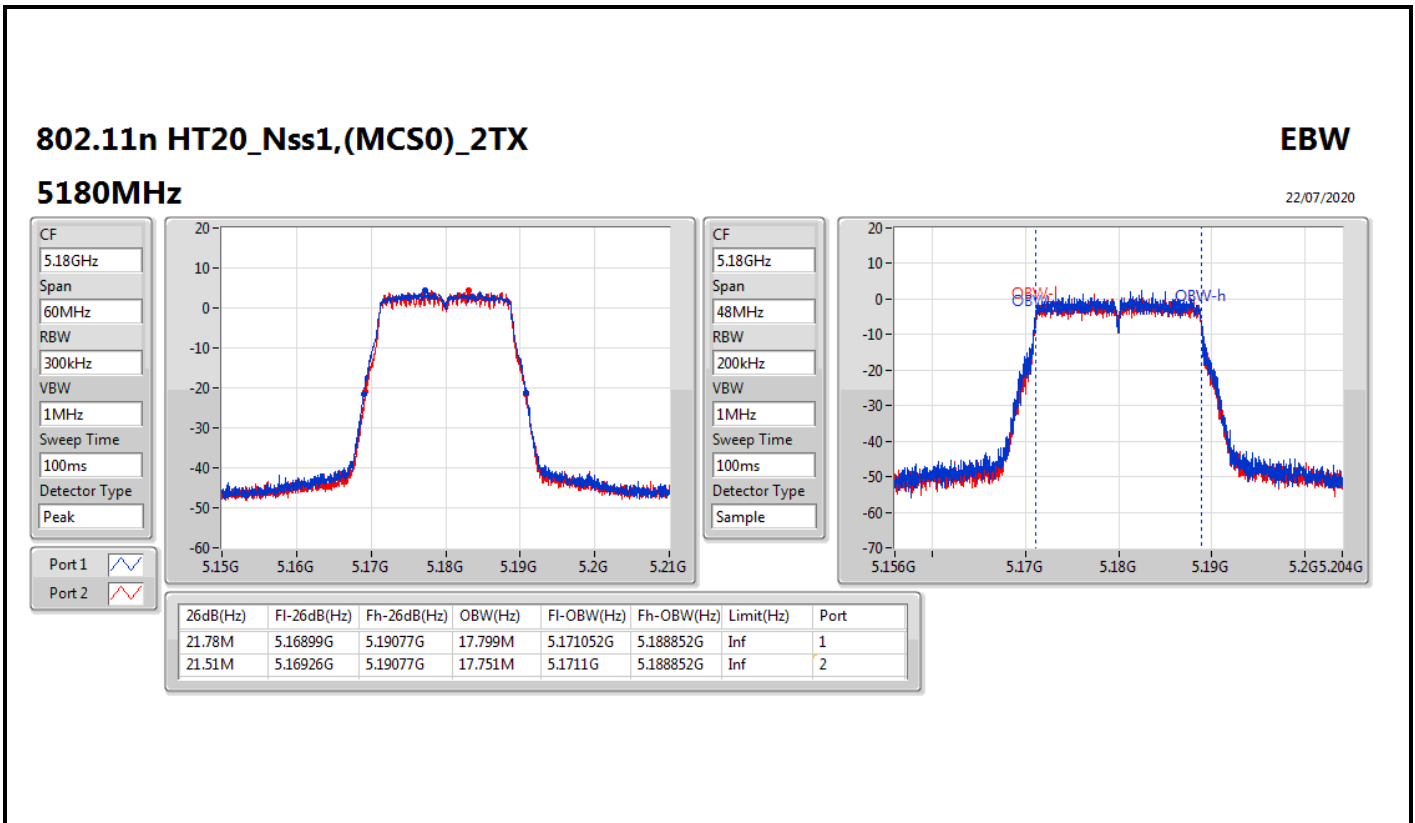 802.11n HT20_Nss1,(MCS0)_2TX
EBW
5180MHz
22/07/2020
CF
5.18GHz
Span
60MHz
RBW
300kHz
VBW
1MHz
Sweep Time
100ms
Detector Type
Peak
Port 1
Port 2
20
10
0
-10
-20
-30
-40
-50
-60
5.15G 5.16G 5.17G 5.18G 5.19G 5.2G 5.21G
CF
5.18GHz
Span
48MHz
RBW
200kHz
VBW
1MHz
Sweep Time
100ms
Detector Type
Sample
20
10
0
-10
-20
-30
-40
-50
-60
-70
OBW-l
OBW-h
5.156G 5.17G 5.18G 5.19G 5.2G 5.204G
26dB(Hz) Fl-26dB(Hz) Fh-26dB(Hz) OBW(Hz) Fl-OBW(Hz) Fh-OBW(Hz) Limit(Hz) Port
21.78M 5.16899G 5.19077G 17.799M 5.171052G 5.188852G Inf 1
21.51M 5.16926G 5.19077G 17.751M 5.1711G 5.188852G Inf 2